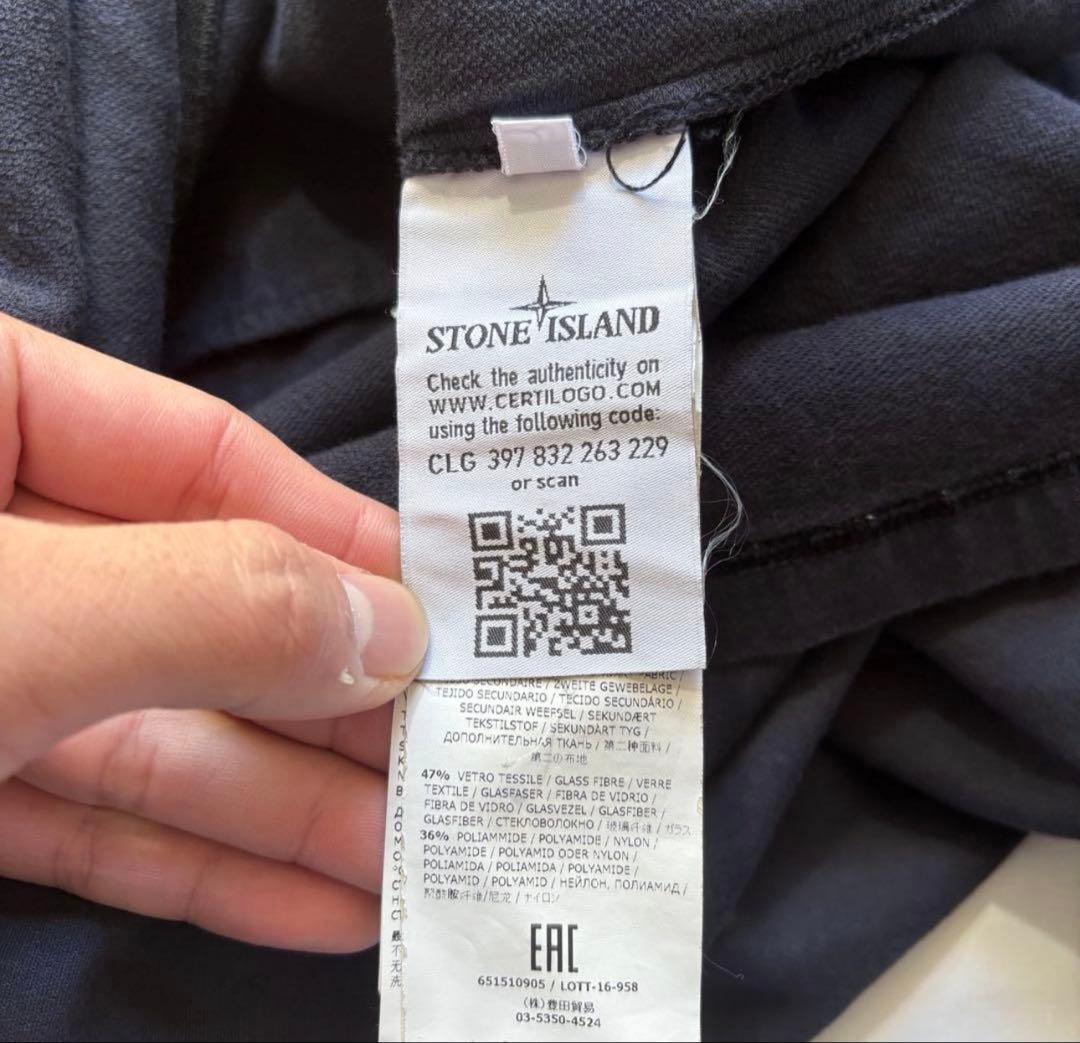 STONE ISLAND
Check the authenticity on
WWW.CERTILOGO.COM
using the following code:
CLG 397 832 263 229
or scan
SECONDAIRE / ZWEITE GEWEBELAGE /
TEJIDO SECUNDARIO / TECIDO SECUNDÁRIO /
SECUNDAIR WEEFSEL / SEKUNDÆRT
TEKSTILSTOF / SEKUNDÄRT TYG /
ДОПОЛНИТЕЛЬНАЯ ТКАНЬ / 第二种面料 /
第二の布地
47% VETRO TESSILE / GLASS FIBRE / VERRE
TEXTILE / GLASFASER / FIBRA DE VIDRIO /
FIBRA DE VIDRO / GLASVEZEL / GLASFIBER /
GLASFIBER / СТЕКЛОВОЛОКНО / 玻璃纤维 / ガラス
36% POLIAMMIDE / POLYAMIDE / NYLON /
POLYAMIDE / POLYAMID ODER NYLON /
POLIAMIDA / POLIAMIDA / POLYAMIDE /
POLYAMID / POLYAMID / НЕЙЛОН, ПОЛИАМИД /
聚酰胺纤维/尼龙 / ナイロン
EAC
651510905 / LOTT-16-958
(株)豊田貿易
03-5350-4524